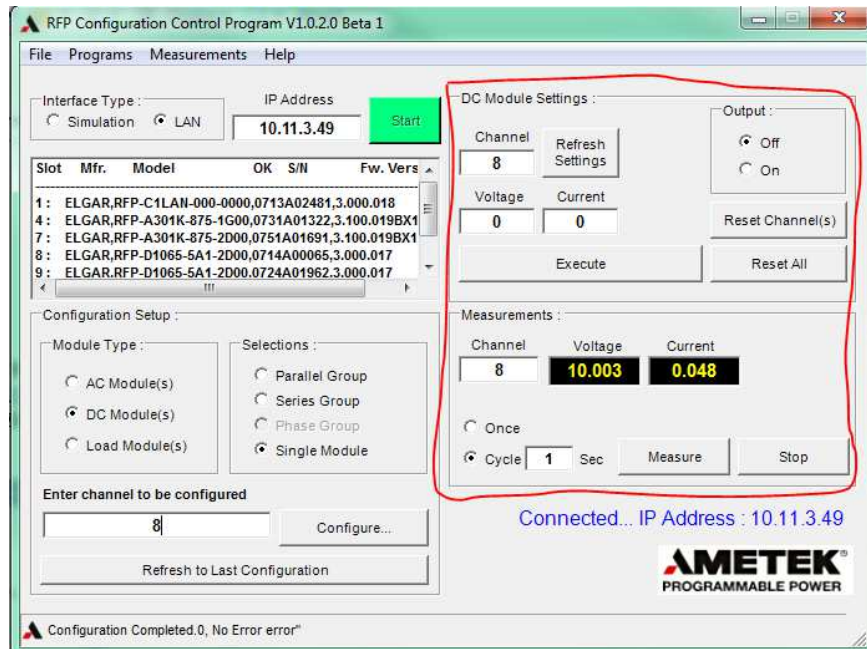 RFP Configuration Control Program V1.0.2.0 Beta 1
File Programs Measurements Help
Interface Type :
Simulation LAN
IP Address
10.11.3.49
Start
Slot Mfr. Model OK S/N Fw. Vers
1 : ELGAR,RFP-C1LAN-000-0000,0713A02481,3.000.018
4 : ELGAR,RFP-A301K-875-1G00,0731A01322,3.100.019BX1
7 : ELGAR,RFP-A301K-875-2D00,0751A01691,3.100.019BX1
8 : ELGAR,RFP-D1065-5A1-2D00,0714A00065,3.000.017
9 : ELGAR,RFP-D1065-5A1-2D00,0724A01962,3.000.017
Configuration Setup :
Module Type :
AC Module(s)
DC Module(s)
Load Module(s)
Selections :
Parallel Group
Series Group
Phase Group
Single Module
Enter channel to be configured
8
Configure...
Refresh to Last Configuration
DC Module Settings :
Channel
8
Refresh Settings
Voltage Current
0 0
Output :
Off
On
Reset Channel(s)
Execute
Reset All
Measurements :
Channel Voltage Current
8 10.003 0.048
Once
Cycle 1 Sec
Measure
Stop
Connected... IP Address : 10.11.3.49
AMETEK®
PROGRAMMABLE POWER
Configuration Completed.0, No Error error"